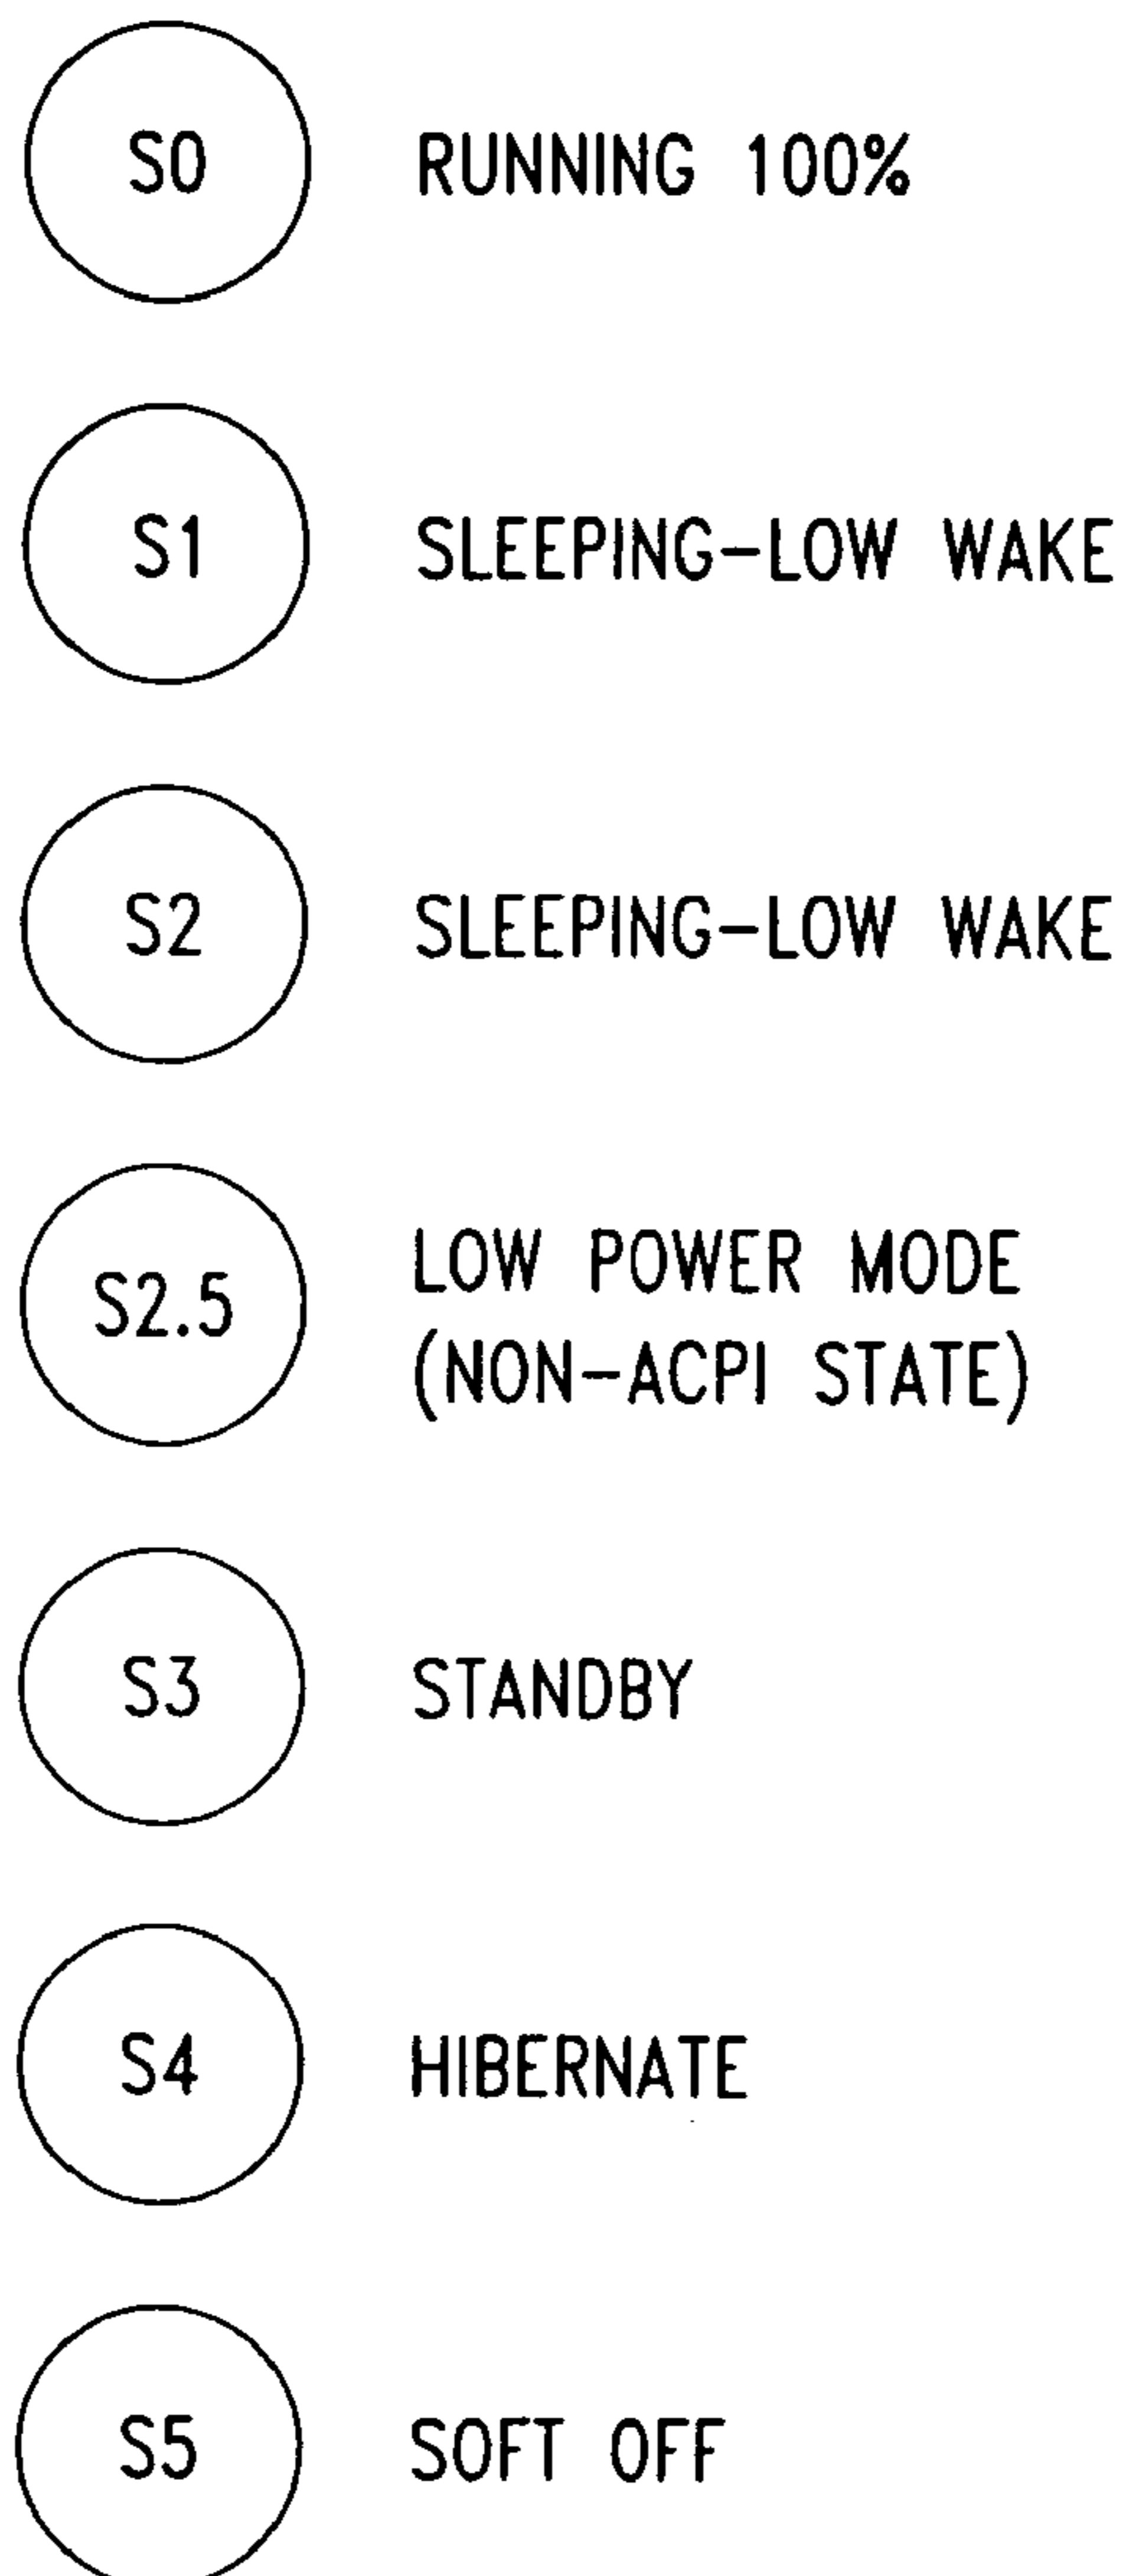 S0 RUNNING 100%
S1 SLEEPING-LOW WAKE
S2 SLEEPING-LOW WAKE
S2.5 LOW POWER MODE
(NON-ACPI STATE)
S3 STANDBY
S4 HIBERNATE
S5 SOFT OFF